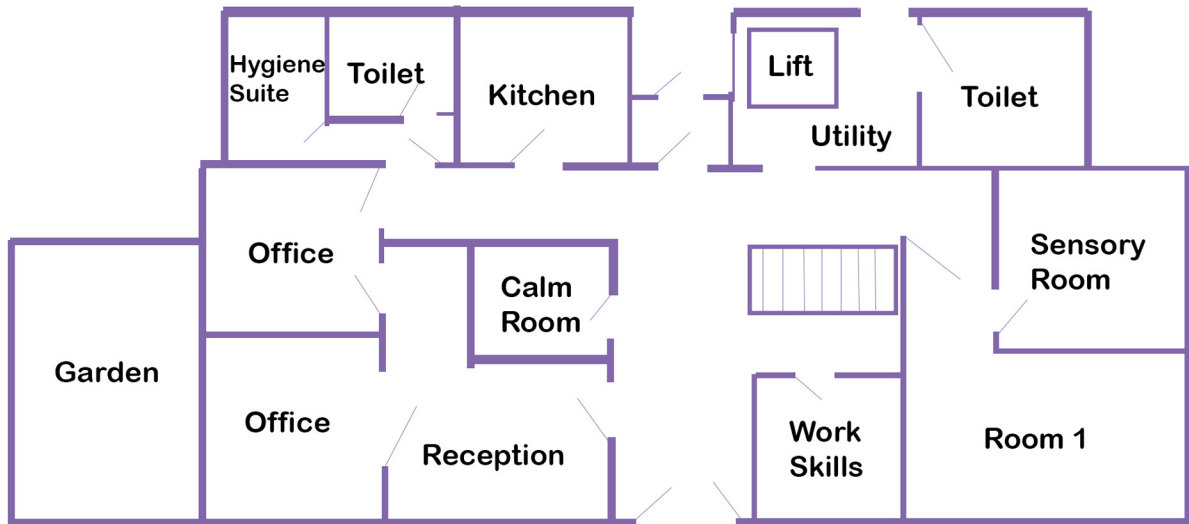 Hygiene
Suite
Toilet
Kitchen
Lift
Utility
Toilet
Office
Calm
Room
Sensory
Room
Garden
Office
Reception
Work
Skills
Room 1